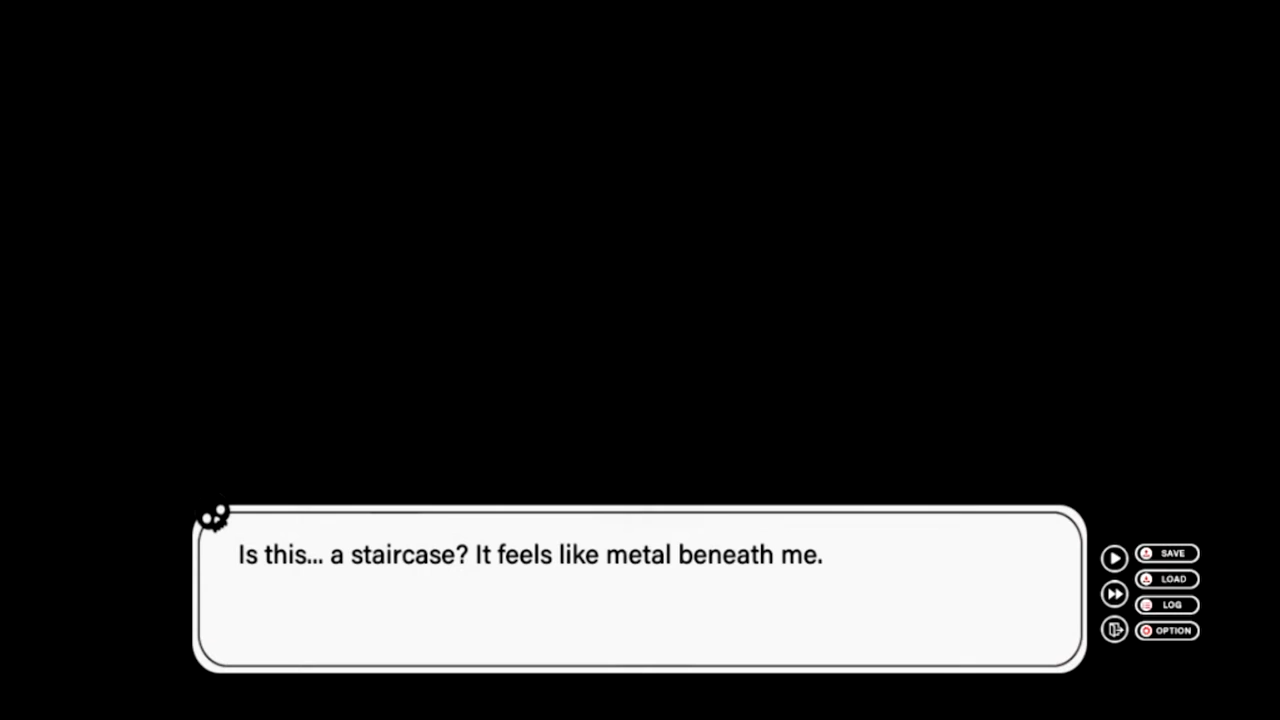 Is this... a staircase? It feels like metal beneath me.
SAVE
LOAD
LOG
OPTION